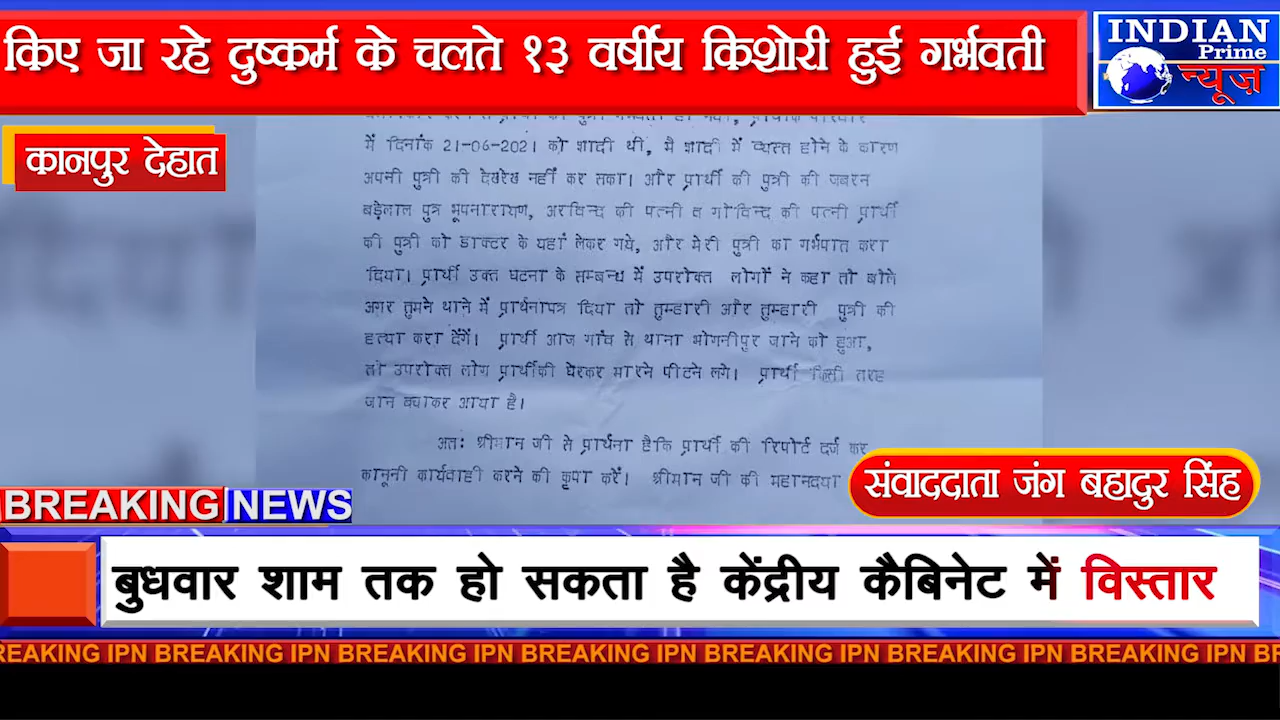 किए जा रहे दुष्कर्म के चलते १३ वर्षीय किशोरी हुई गर्भवती
INDIAN
Prime
न्यूज़
कानपुर देहात
में दिनांक 21-06-2021 को शादी थी, मै शादी में व्यस्त होने के कारण
अपनी पुत्री की देखरेख नहीं कर सका। और प्रार्थी की पुत्री की जबरन
बड़ेलाल पुत्र भूपनारायण, अरविन्द की पत्नी व गोविन्द की पत्नी प्रार्थी
की पुत्री को डाक्टर के यहां लेकर गये, और मेरी पुत्री का गर्भपात करा
दिया। प्रार्थी उक्त घटना के सम्बन्ध में उपरोक्त लोगों ने कहा तो बोले
अगर तुमने थाने में प्रार्थनापत्र दिया तो तुम्हारी और तुम्हारी पुत्री की
हत्या करा देंगें। प्रार्थी आज गांव से थाना भोगनीपुर जाने को हुआ,
तो उपरोक्त लोग प्रार्थीकी घेरकर मारने पीटने लगे। प्रार्थी किसी तरह
जान बचाकर आया है।
अतः श्रीमान जी से प्रार्थना हैकि प्रार्थी की रिपोर्ट दर्ज कर
कानूनी कार्यवाही करने की कृपा करें। श्रीमान जी की महानदया
संवाददाता जंग बहादुर सिंह
BREAKING NEWS
बुधवार शाम तक हो सकता है केंद्रीय कैबिनेट में विस्तार
BREAKING IPN BREAKING IPN BREAKING IPN BREAKING IPN BREAKING IPN BREAKING IPN BREAKING IPN